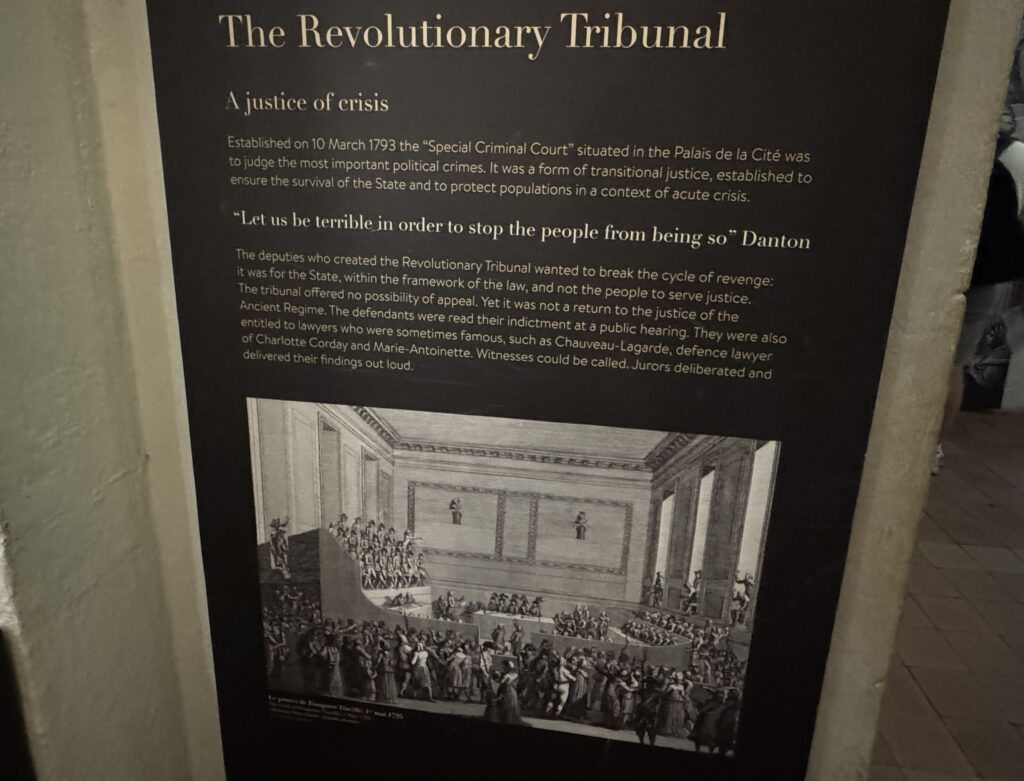 The Revolutionary Tribunal
A justice of crisis
Established on 10 March 1793 the “Special Criminal Court” situated in the Palais de la Cité was
to judge the most important political crimes. It was a form of transitional justice, established to
ensure the survival of the State and to protect populations in a context of acute crisis.
“Let us be terrible in order to stop the people from being so” Danton
The deputies who created the Revolutionary Tribunal wanted to break the cycle of revenge:
it was for the State, within the framework of the law, and not the people to serve justice.
The tribunal offered no possibility of appeal. Yet it was not a return to the justice of the
Ancient Regime. The defendants were read their indictment at a public hearing. They were also
entitled to lawyers who were sometimes famous, such as Chauveau-Lagarde, defence lawyer
of Charlotte Corday and Marie-Antoinette. Witnesses could be called. Jurors deliberated and
delivered their findings out loud.
Le procès de Fouquier-Tinville, 1er mai 1795